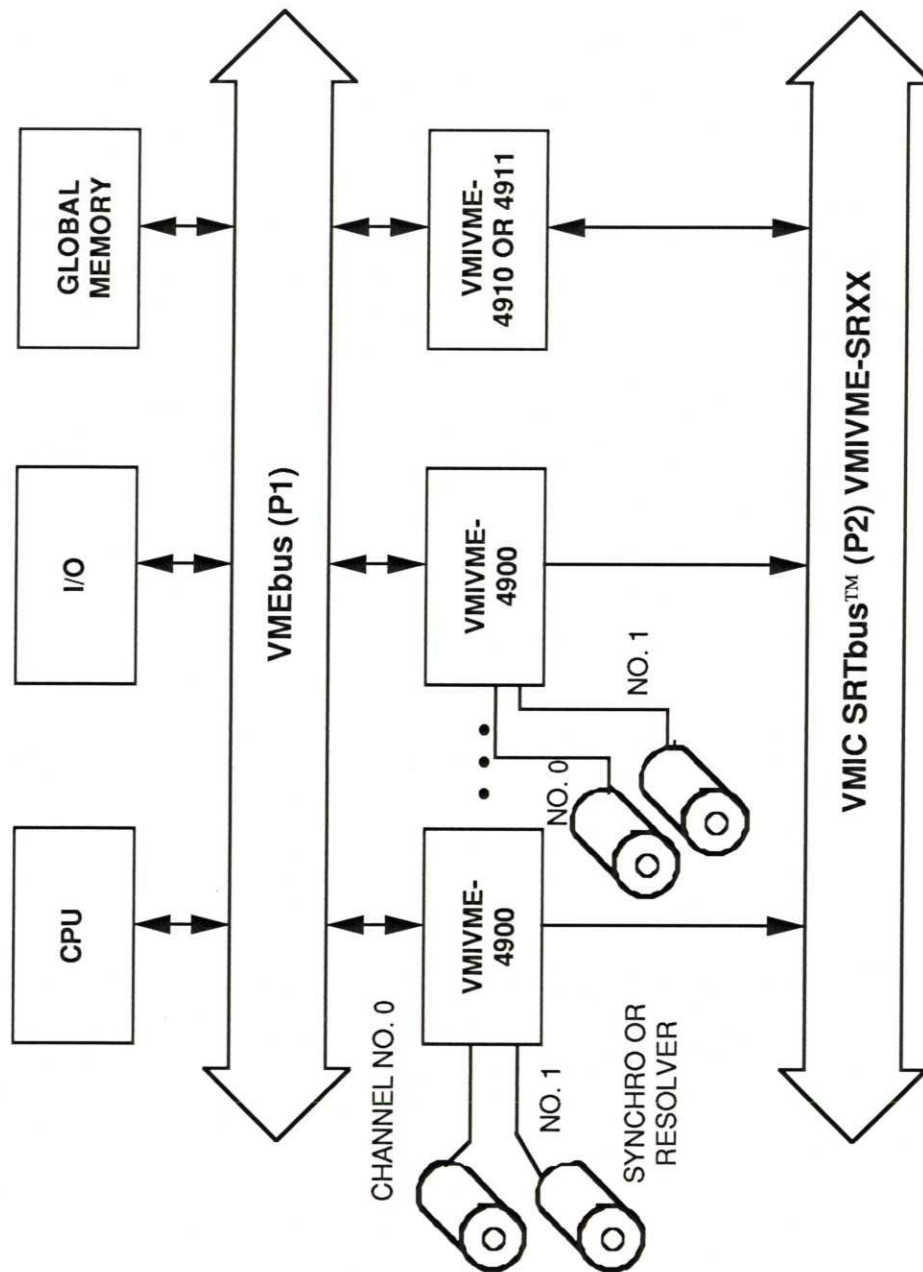 CPU
I/O
GLOBAL
MEMORY
VMEbus (P1)
CHANNEL NO. 0
VMIVME-
4900
VMIVME-
4900
VMIVME-
4910 OR 4911
NO. 1
NO. 0
NO. 1
SYNCHRO OR
RESOLVER
VMIC SRTbus™ (P2) VMIVME-SRXX